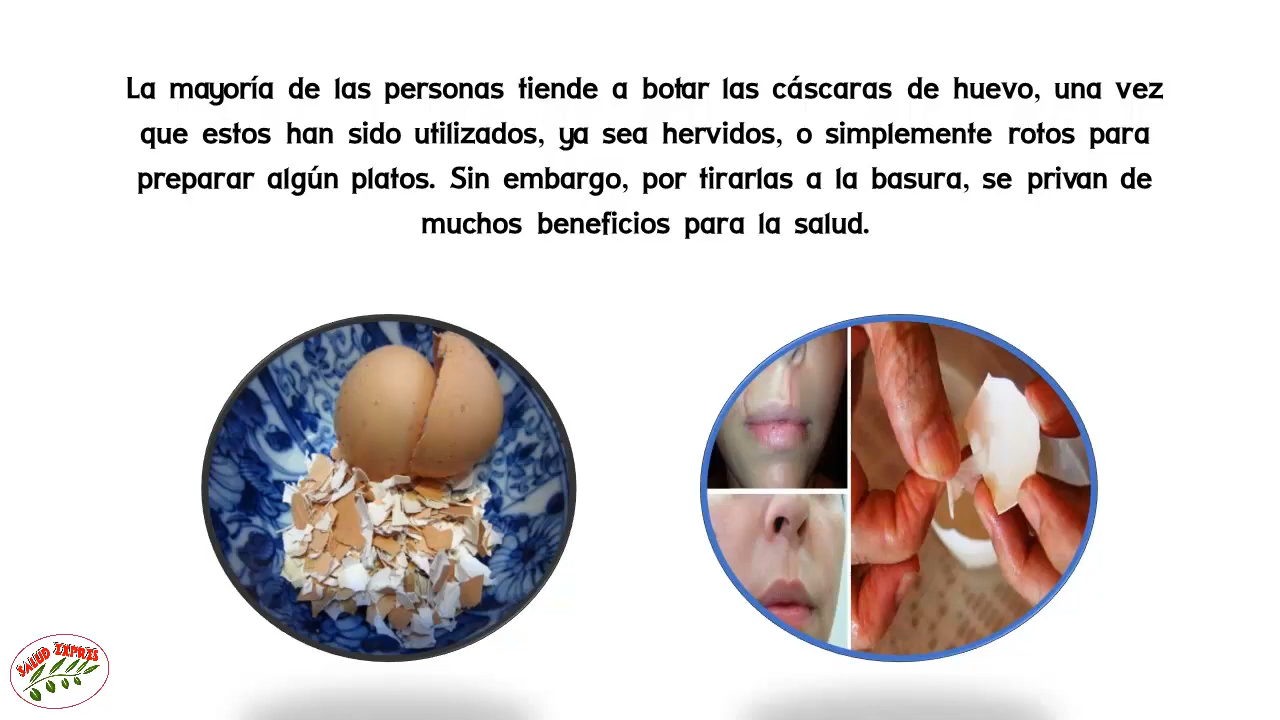 La mayoría de las personas tiende a botar las cáscaras de huevo, una vez
que estos han sido utilizados, ya sea hervidos, o simplemente rotos para
preparar algún platos. Sin embargo, por tirarlas a la basura, se privan de
muchos beneficios para la salud.
SALUD EXPRÉS